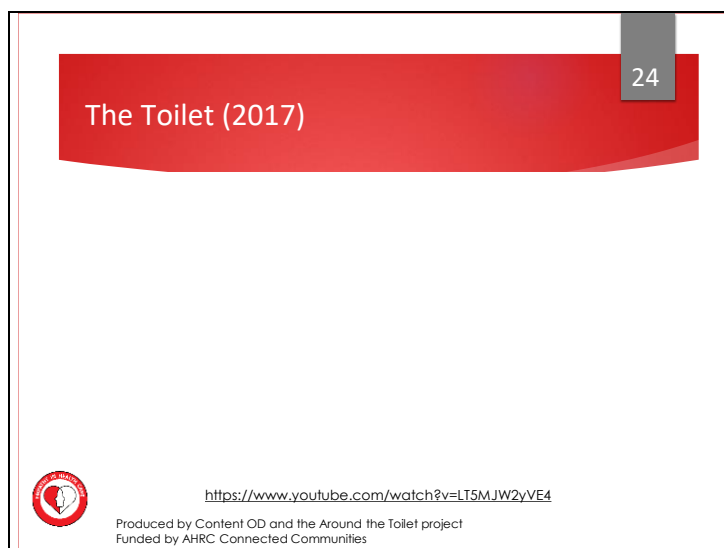 24
The Toilet (2017)
https://www.youtube.com/watch?v=LT5MJW2yVE4
Produced by Content OD and the Around the Toilet project
Funded by AHRC Connected Communities